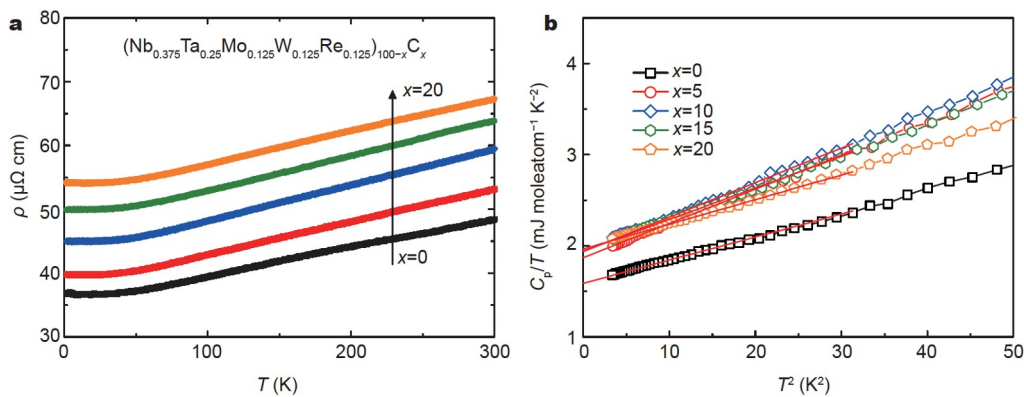 a
80
70
60
50
40
30
ρ (μΩ cm)
(Nb0.375Ta0.25Mo0.125W0.125Re0.125)100−xCx
x=20
x=0
0 100 200 300
T (K)
b
4
3
2
1
Cp/T (mJ moleatom−1 K−2)
x=0
x=5
x=10
x=15
x=20
0 10 20 30 40 50
T2 (K2)